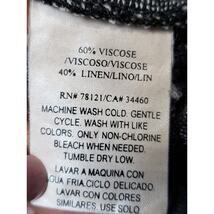 60% VISCOSE
/VISCOSO/VISCOSE
40% LINEN/LINO/LIN
RN# 78121/CA# 34460
MACHINE WASH COLD. GENTLE
CYCLE. WASH WITH LIKE
COLORS. ONLY NON-CHLORINE
BLEACH WHEN NEEDED.
TUMBLE DRY LOW.
LAVAR A MAQUINA CON
AGUA FRIA.CICLO DELICADO.
LAVAR CON COLORES
SIMILARES. USE SOLO